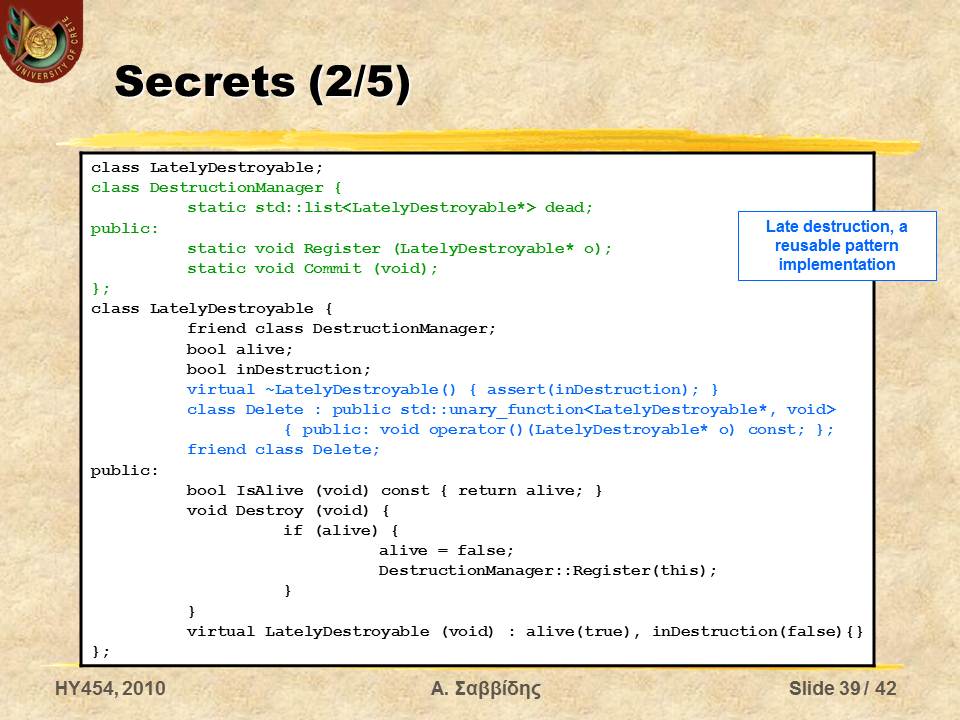 UNIVERSITY OF CRETE
Secrets (2/5)
class LatelyDestroyable;
class DestructionManager {
static std::list<LatelyDestroyable*> dead;
public:
static void Register (LatelyDestroyable* o);
static void Commit (void);
};
class LatelyDestroyable {
friend class DestructionManager;
bool alive;
bool inDestruction;
virtual ~LatelyDestroyable() { assert(inDestruction); }
class Delete : public std::unary_function<LatelyDestroyable*, void>
{ public: void operator()(LatelyDestroyable* o) const; };
friend class Delete;
public:
bool IsAlive (void) const { return alive; }
void Destroy (void) {
if (alive) {
alive = false;
DestructionManager::Register(this);
}
}
virtual LatelyDestroyable (void) : alive(true), inDestruction(false){}
};
Late destruction, a
reusable pattern
implementation
HY454, 2010
Α. Σαββίδης
Slide 39 / 42